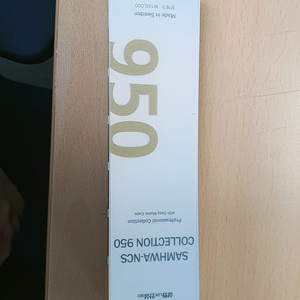 SAMHWA-NCS
COLLECTION 950
Professional Collection
950
Made in Sweden